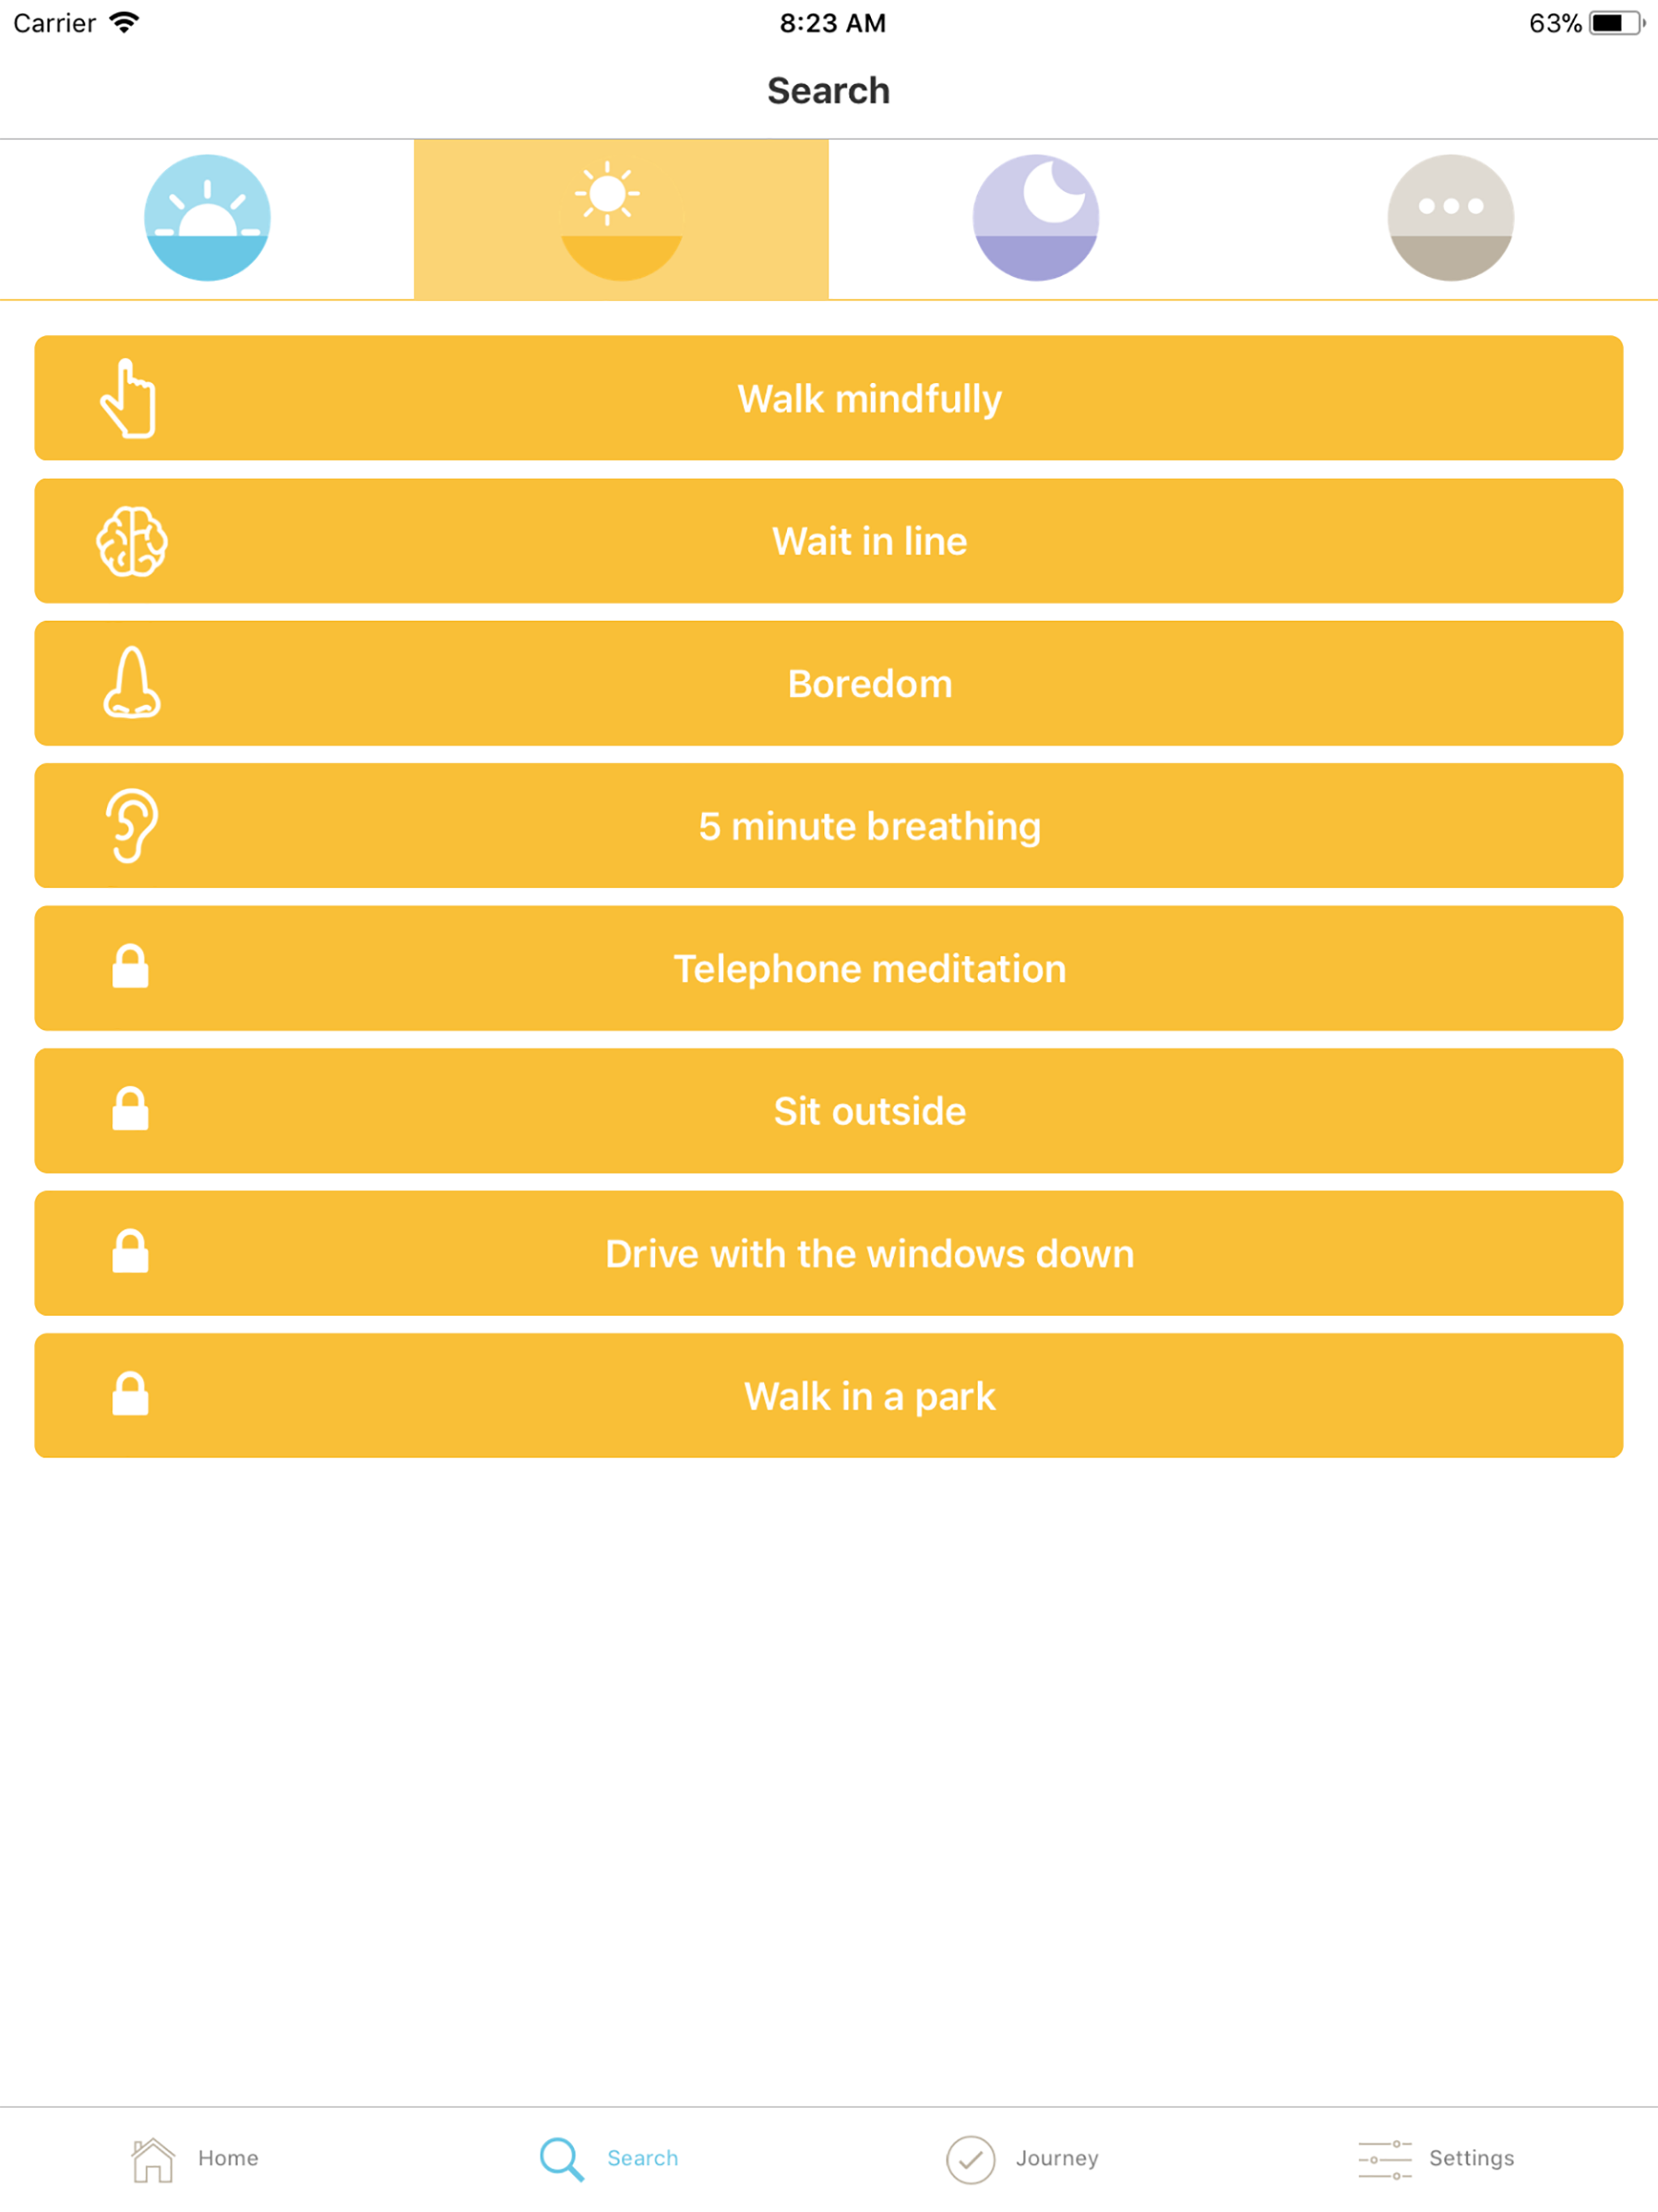 Carrier 8:23 AM 63%
Search
Walk mindfully
Wait in line
Boredom
5 minute breathing
Telephone meditation
Sit outside
Drive with the windows down
Walk in a park
Home Search Journey Settings